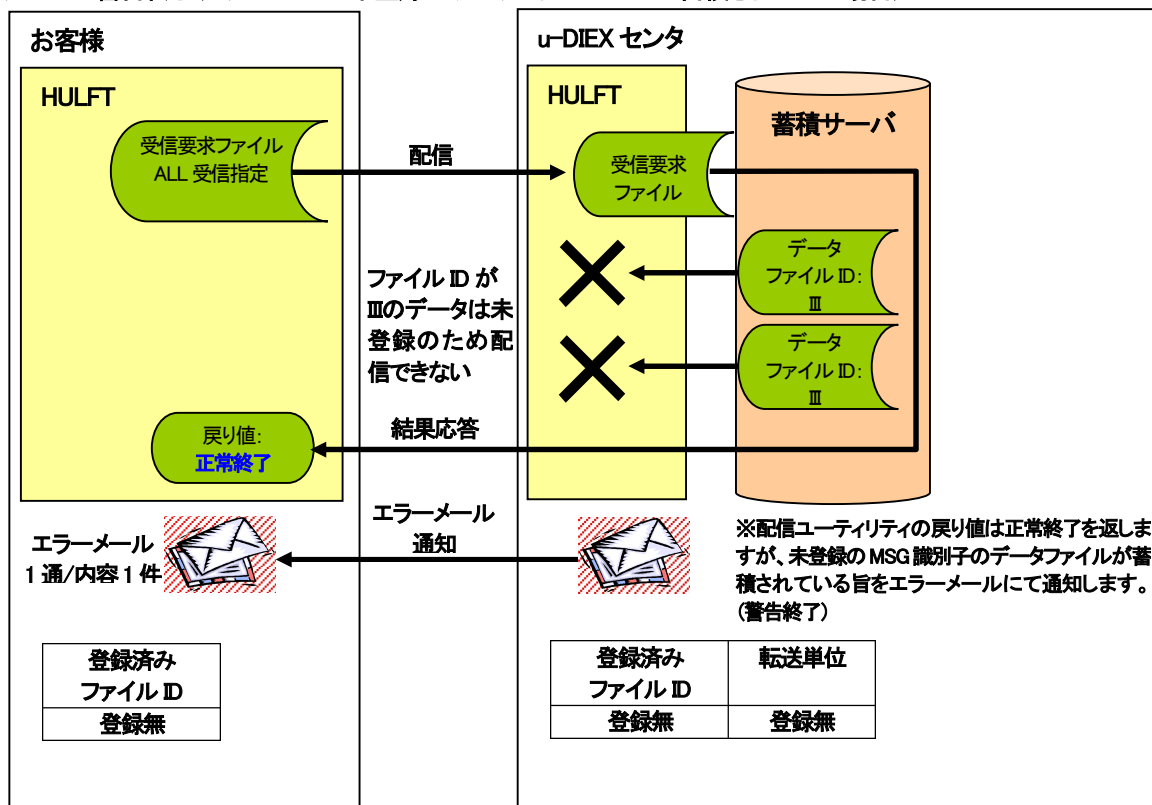 お客様
HULFT
受信要求ファイル
ALL 受信指定
配信
u-DIEX センタ
HULFT
受信要求
ファイル
蓄積サーバ
データ
ファイル ID:
Ⅲ
データ
ファイル ID:
Ⅲ
ファイル ID が
Ⅲのデータは未
登録のため配
信できない
結果応答
戻り値:
正常終了
エラーメール
通知
エラーメール
1 通/内容 1 件
※配信ユーティリティの戻り値は正常終了を返しま
すが、未登録の MSG 識別子のデータファイルが蓄
積されている旨をエラーメールにて通知します。
(警告終了)
登録済み
ファイル ID
登録無
登録済み
ファイル ID
転送単位
登録無
登録無